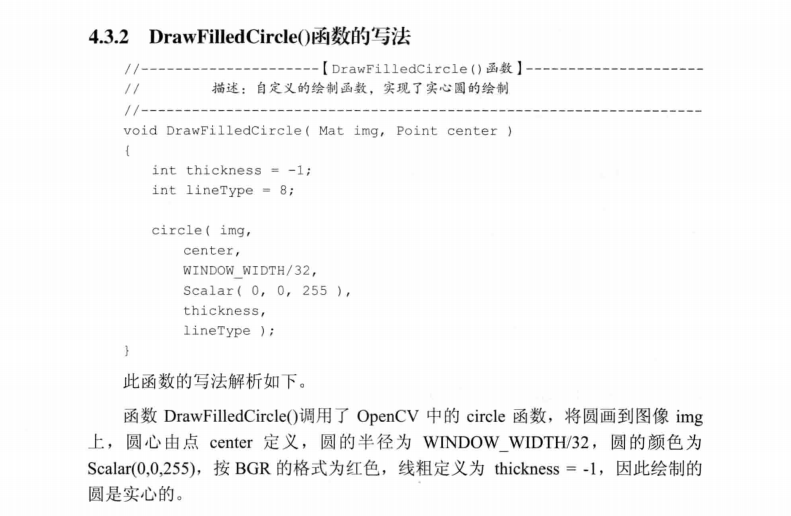 4.3.2 DrawFilledCircle()函数的写法
//---------------------【DrawFilledCircle()函数】---------------------
// 描述：自定义的绘制函数，实现了实心圆的绘制
//------------------------------------------------------------------
void DrawFilledCircle( Mat img, Point center )
{
int thickness = -1;
int lineType = 8;
circle( img,
center,
WINDOW_WIDTH/32,
Scalar( 0, 0, 255 ),
thickness,
lineType );
}
此函数的写法解析如下。
函数 DrawFilledCircle()调用了 OpenCV 中的 circle 函数，将圆画到图像 img
上，圆心由点 center 定义，圆的半径为 WINDOW_WIDTH/32，圆的颜色为
Scalar(0,0,255)，按 BGR 的格式为红色，线粗定义为 thickness = -1，因此绘制的
圆是实心的。